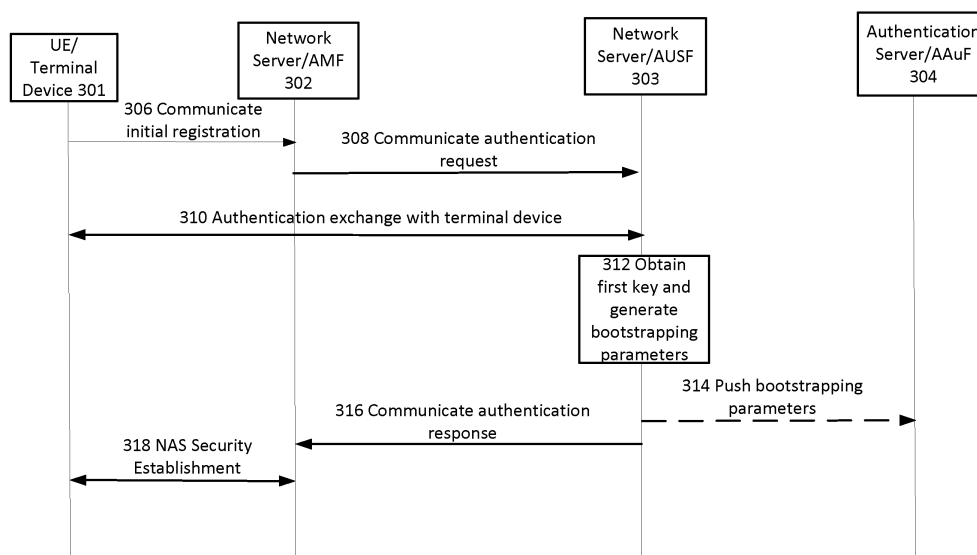 UE/
Terminal
Device 301
Network
Server/AMF
302
Network
Server/AUSF
303
Authentication
Server/AAuF
304
306 Communicate
initial registration
308 Communicate authentication
request
310 Authentication exchange with terminal device
312 Obtain
first key and
generate
bootstrapping
parameters
314 Push bootstrapping
parameters
316 Communicate authentication
response
318 NAS Security
Establishment